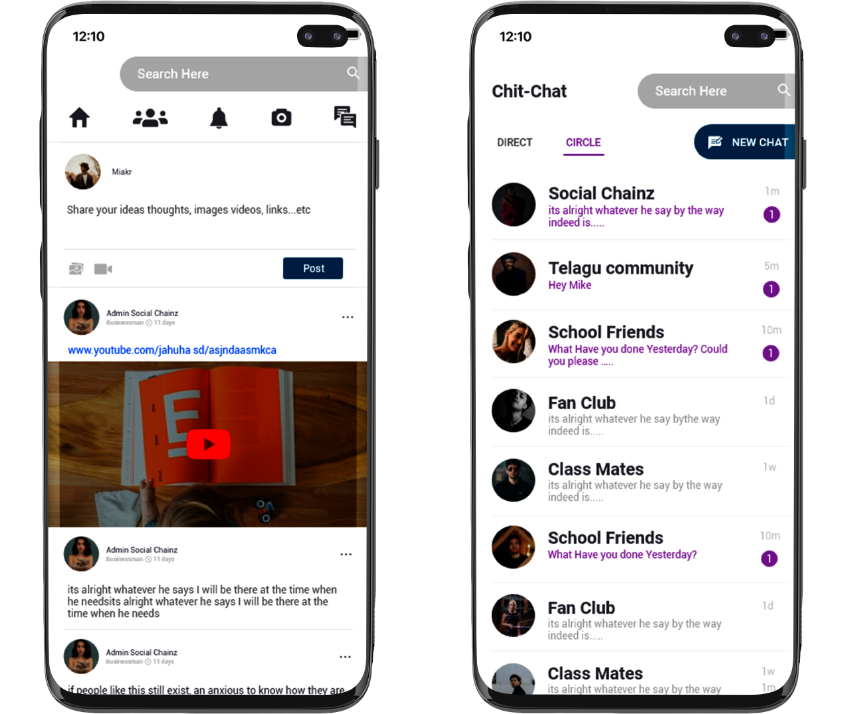 12:10
Search Here
Miakr
Share your ideas thoughts, images videos, links...etc
Post
Admin Social Chainz
Businessman 11 days
www.youtube.com/jahuha sd/asjndaasmkca
E
Admin Social Chainz
Businessman 11 days
its alright whatever he says I will be there at the time when
he needsits alright whatever he says I will be there at the
time when he needs
Admin Social Chainz
Businessman 11 days
if people like this still exist, an anxious to know how they are
12:10
Chit-Chat
Search Here
DIRECT
CIRCLE
NEW CHAT
Social Chainz
1m
its alright whatever he say by the way
indeed is.....
1
Telagu community
5m
Hey Mike
1
School Friends
10m
What Have you done Yesterday? Could
you please .....
1
Fan Club
1d
its alright whatever he say bythe way
indeed is.....
Class Mates
1w
its alright whatever he say by the way
indeed is.....
School Friends
10m
What Have you done Yesterday?
1
Fan Club
1d
its alright whatever he say by the way
indeed is.....
Class Mates
1w
its alright whatever he say by the way
1m